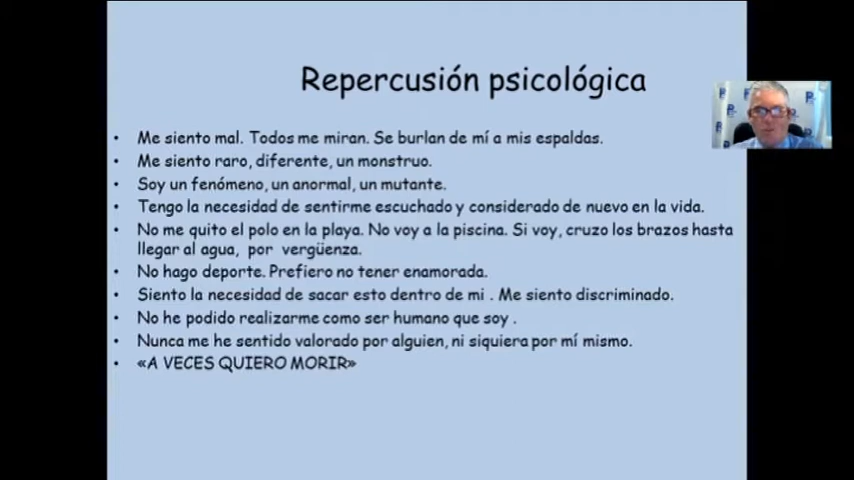 Repercusión psicológica
• Me siento mal. Todos me miran. Se burlan de mí a mis espaldas.
• Me siento raro, diferente, un monstruo.
• Soy un fenómeno, un anormal, un mutante.
• Tengo la necesidad de sentirme escuchado y considerado de nuevo en la vida.
• No me quito el polo en la playa. No voy a la piscina. Si voy, cruzo los brazos hasta
llegar al agua, por vergüenza.
• No hago deporte. Prefiero no tener enamorada.
• Siento la necesidad de sacar esto dentro de mi . Me siento discriminado.
• No he podido realizarme como ser humano que soy .
• Nunca me he sentido valorado por alguien, ni siquiera por mí mismo.
• «A VECES QUIERO MORIR»